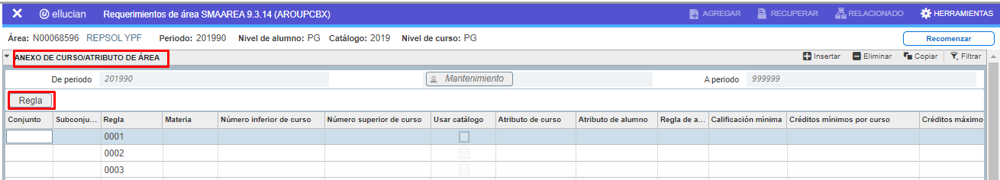 ✕ ellucian Requerimientos de área SMAAREA 9.3.14 (AROUPCBX) AGREGAR RECUPERAR RELACIONADO HERRAMIENTAS
Área: N00068596 REPSOL YPF Periodo: 201990 Nivel de alumno: PG Catálogo: 2019 Nivel de curso: PG Recomenzar
ANEXO DE CURSO/ATRIBUTO DE ÁREA Insertar Eliminar Copiar Filtrar
De periodo 201990 Mantenimiento A periodo 999999
Regla
Conjunto Subconju... Regla Materia Número inferior de curso Número superior de curso Usar catálogo Atributo de curso Atributo de alumno Regla de a... Calificación mínima Créditos mínimos por curso Créditos máximo
0001
0002
0003